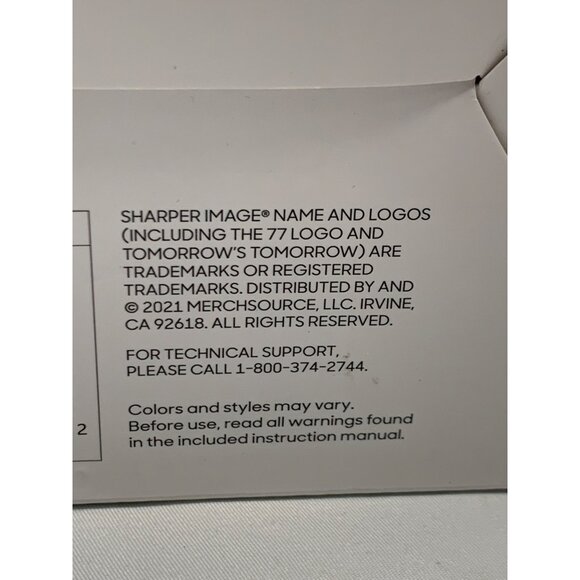 SHARPER IMAGE® NAME AND LOGOS
(INCLUDING THE 77 LOGO AND
TOMORROW'S TOMORROW) ARE
TRADEMARKS OR REGISTERED
TRADEMARKS. DISTRIBUTED BY AND
© 2021 MERCHSOURCE, LLC. IRVINE,
CA 92618. ALL RIGHTS RESERVED.
FOR TECHNICAL SUPPORT,
PLEASE CALL 1-800-374-2744.
Colors and styles may vary.
Before use, read all warnings found
in the included instruction manual.
2